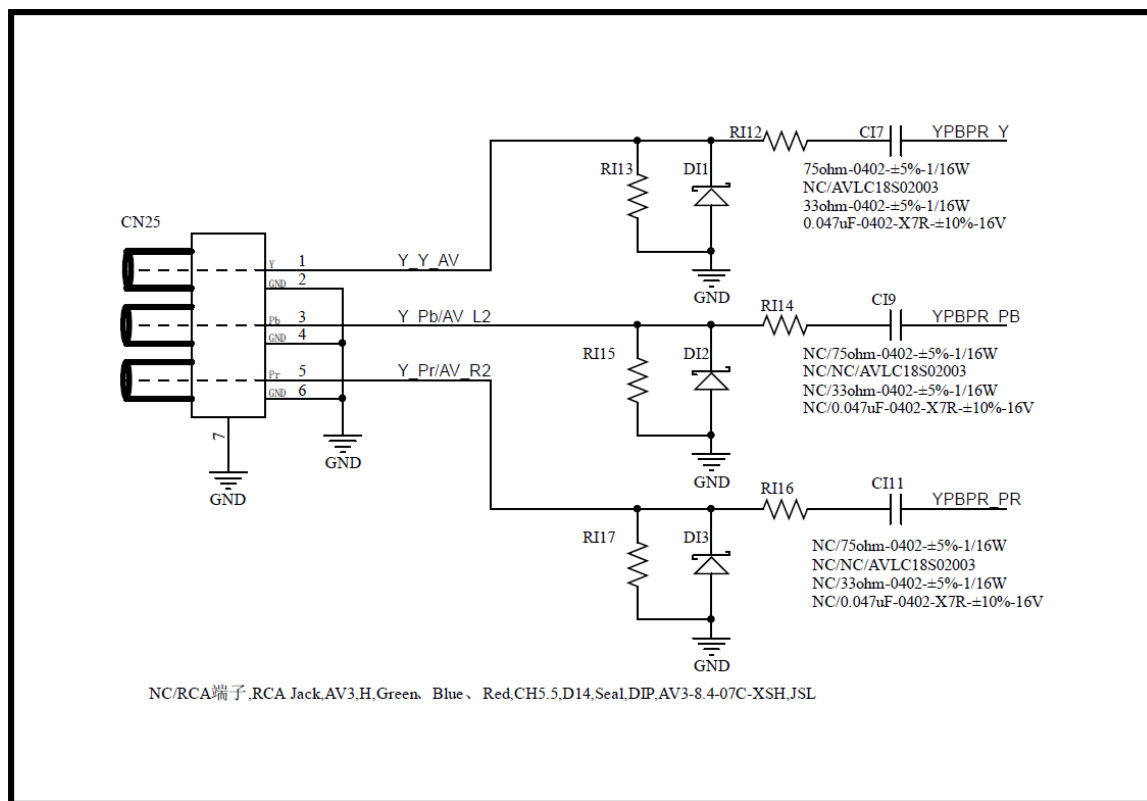 RI12
CI7
YPBPR_Y
RI13
DI1
75ohm-0402-±5%-1/16W
NC/AVLC18S02003
33ohm-0402-±5%-1/16W
0.047uF-0402-X7R-±10%-16V
CN25
Y 1 Y_Y_AV
GND 2
GND
Pb 3 Y_Pb/AV_L2
GND 4
RI14
CI9
YPBPR_PB
RI15
DI2
NC/75ohm-0402-±5%-1/16W
NC/NC/AVLC18S02003
NC/33ohm-0402-±5%-1/16W
NC/0.047uF-0402-X7R-±10%-16V
Pr 5 Y_Pr/AV_R2
GND 6
7
GND
GND
GND
RI16
CI11
YPBPR_PR
RI17
DI3
NC/75ohm-0402-±5%-1/16W
NC/NC/AVLC18S02003
NC/33ohm-0402-±5%-1/16W
NC/0.047uF-0402-X7R-±10%-16V
GND
NC/RCA端子,RCA Jack,AV3,H,Green、Blue、Red,CH5.5,D14,Seal,DIP,AV3-8.4-07C-XSH,JSL